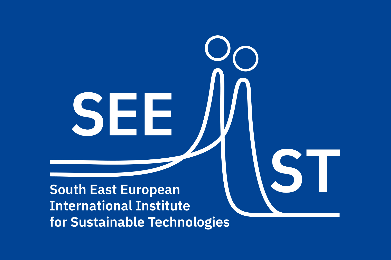 SEE ST
South East European
International Institute
for Sustainable Technologies